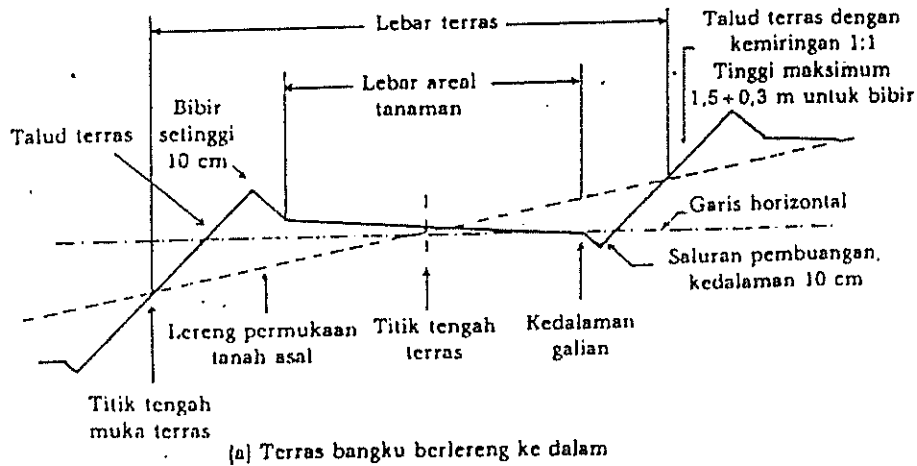 Lebar terras
Talud terras dengan
kemiringan 1:1
Tinggi maksimum
1,5+0,3 m untuk bibir
Lebar areal
tanaman
Bibir
setinggi
10 cm
Talud terras
Garis horizontal
Saluran pembuangan,
kedalaman 10 cm
Lereng permukaan
tanah asal
Titik tengah
terras
Kedalaman
galian
Titik tengah
muka terras
(a) Terras bangku berlereng ke dalam